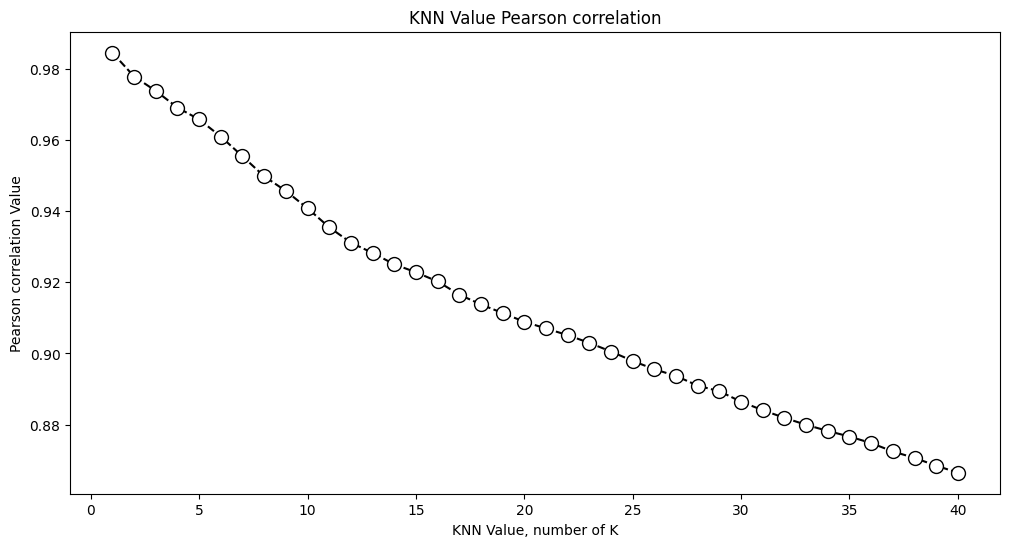 KNN Value Pearson correlation
Pearson correlation Value
0.98
0.96
0.94
0.92
0.90
0.88
0 5 10 15 20 25 30 35 40
KNN Value, number of K